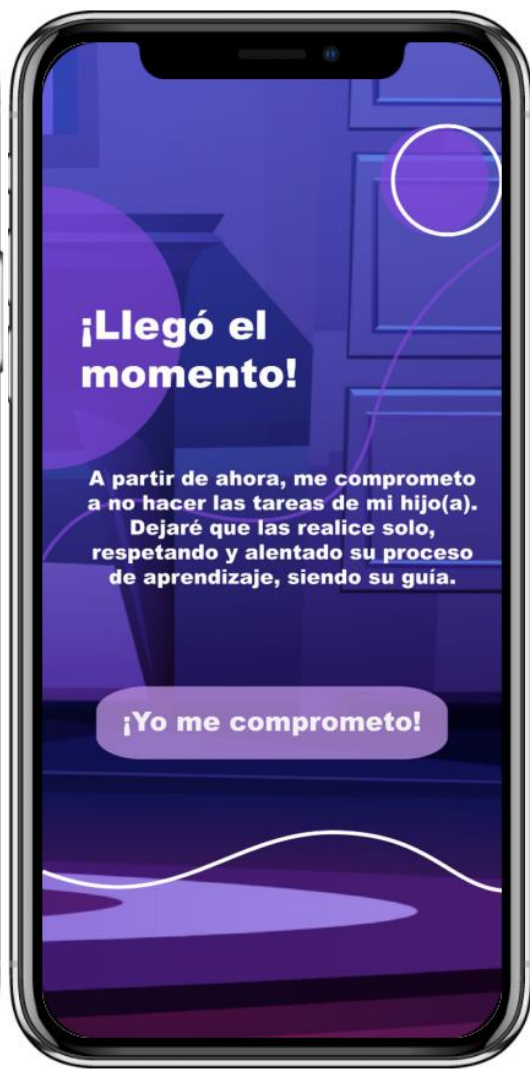 ¡Llegó el
momento!
A partir de ahora, me comprometo
a no hacer las tareas de mi hijo(a).
Dejaré que las realice solo,
respetando y alentado su proceso
de aprendizaje, siendo su guía.
¡Yo me comprometo!